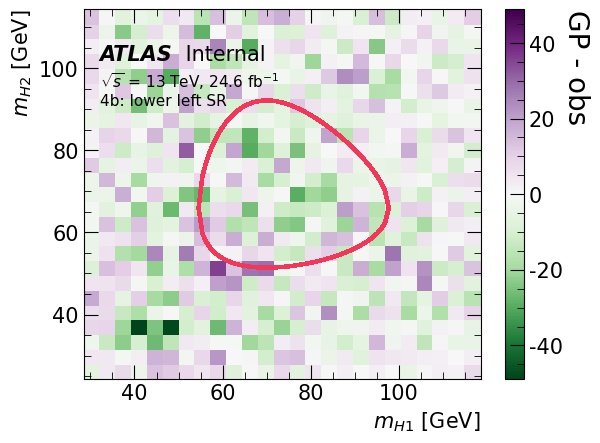 ATLAS Internal
√s = 13 TeV, 24.6 fb⁻¹
4b: lower left SR
m_H2 [GeV]
100
80
60
40
40 60 80 100
m_H1 [GeV]
GP - obs
40
20
0
-20
-40